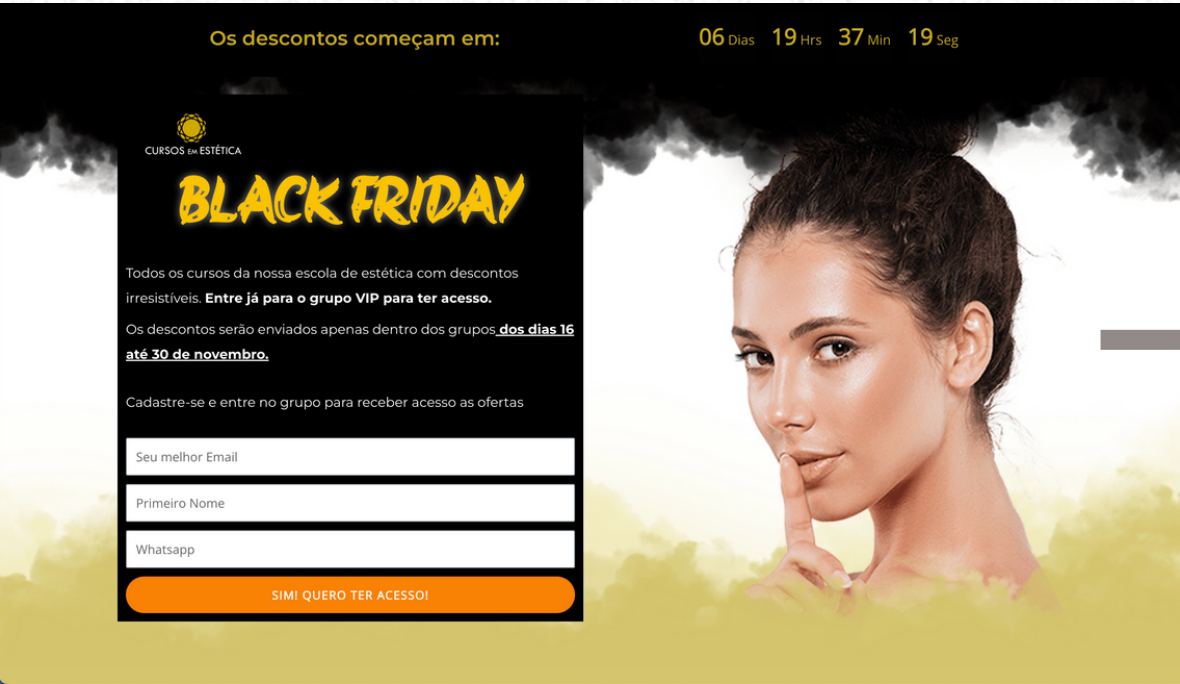 Os descontos começam em:
06 Dias 19 Hrs 37 Min 19 Seg
CURSOS EM ESTÉTICA
BLACK FRIDAY
Todos os cursos da nossa escola de estética com descontos
irresistíveis. Entre já para o grupo VIP para ter acesso.
Os descontos serão enviados apenas dentro dos grupos dos dias 16
até 30 de novembro.
Cadastre-se e entre no grupo para receber acesso as ofertas
Seu melhor Email
Primeiro Nome
Whatsapp
SIM! QUERO TER ACESSO!